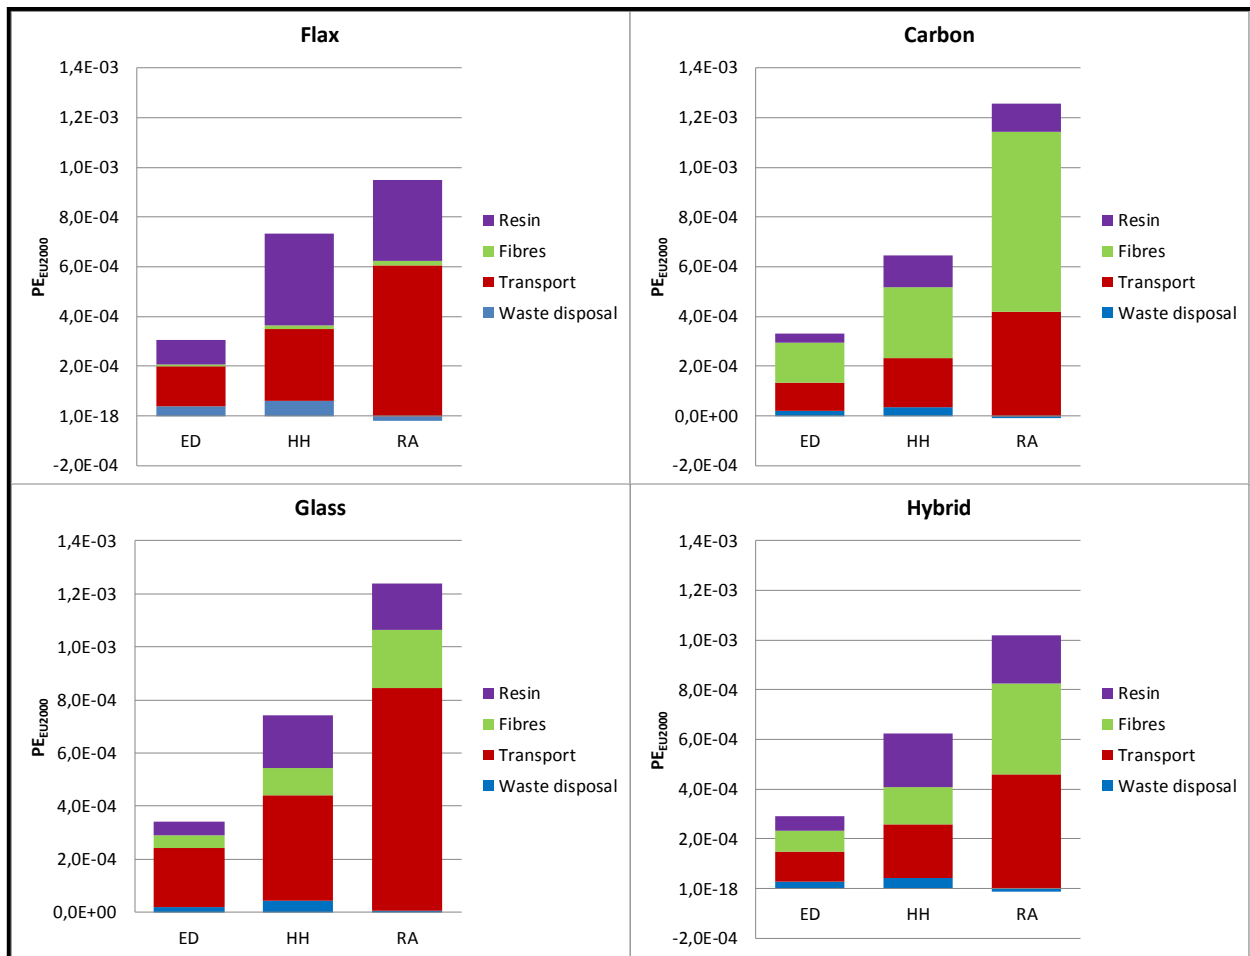 Flax
1,4E-03
1,2E-03
1,0E-03
8,0E-04
6,0E-04
4,0E-04
2,0E-04
1,0E-18
-2,0E-04
PE_EU2000
ED HH RA
Resin
Fibres
Transport
Waste disposal
Carbon
1,4E-03
1,2E-03
1,0E-03
8,0E-04
6,0E-04
4,0E-04
2,0E-04
0,0E+00
-2,0E-04
PE_EU2000
ED HH RA
Resin
Fibres
Transport
Waste disposal
Glass
1,4E-03
1,2E-03
1,0E-03
8,0E-04
6,0E-04
4,0E-04
2,0E-04
0,0E+00
PE_EU2000
ED HH RA
Resin
Fibres
Transport
Waste disposal
Hybrid
1,4E-03
1,2E-03
1,0E-03
8,0E-04
6,0E-04
4,0E-04
2,0E-04
1,0E-18
-2,0E-04
PE_EU2000
ED HH RA
Resin
Fibres
Transport
Waste disposal